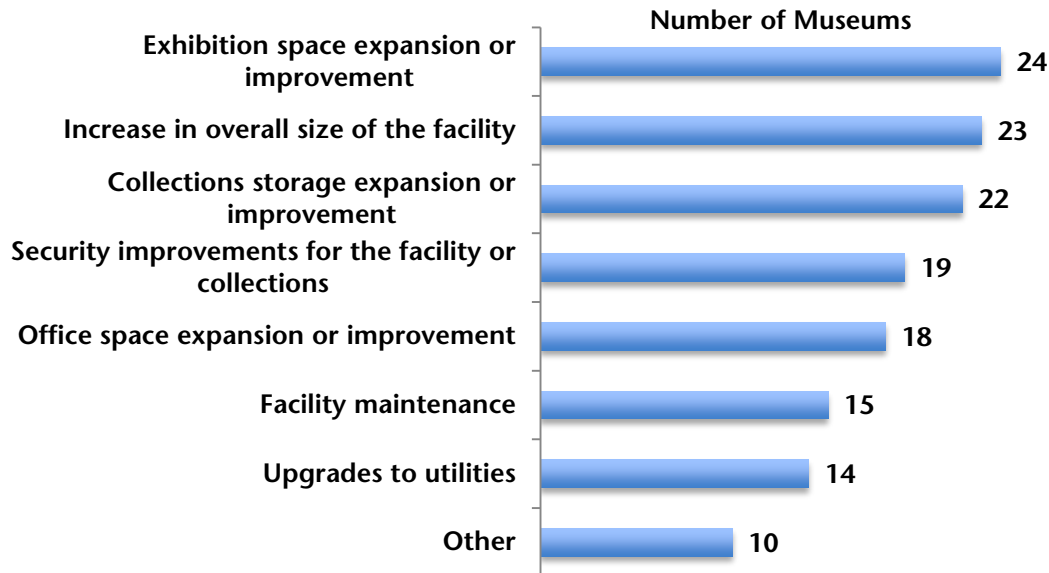 Number of Museums
Exhibition space expansion or
improvement
24
Increase in overall size of the facility
23
Collections storage expansion or
improvement
22
Security improvements for the facility or
collections
19
Office space expansion or improvement
18
Facility maintenance
15
Upgrades to utilities
14
Other
10